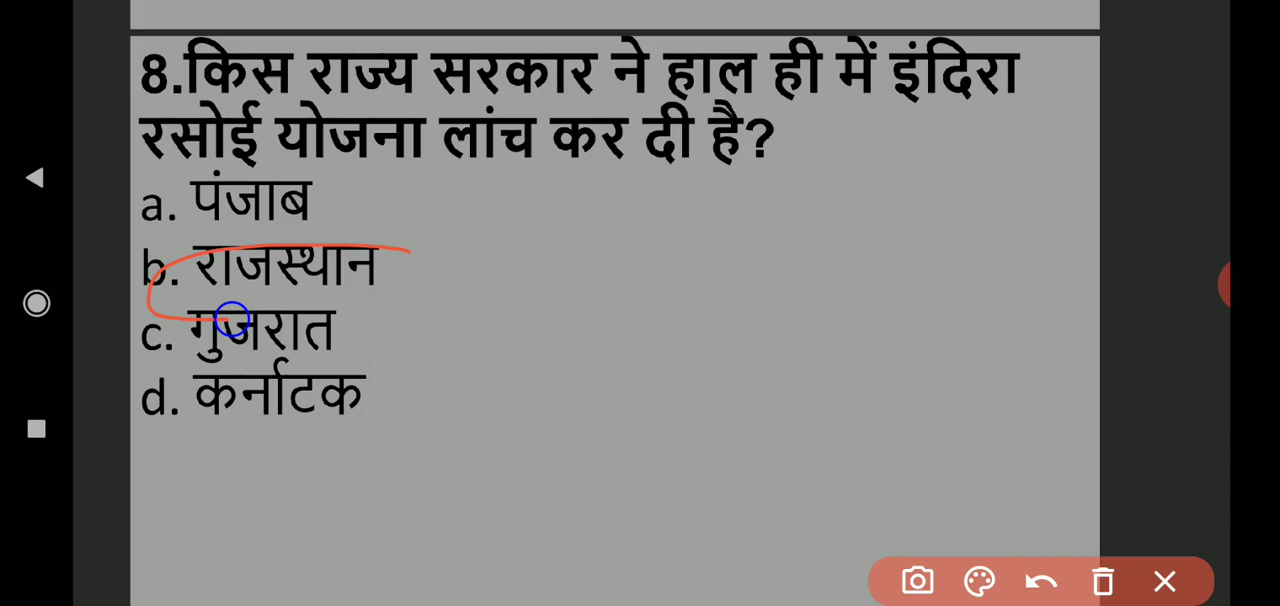 8.किस राज्य सरकार ने हाल ही में इंदिरा
रसोई योजना लांच कर दी है?
a. पंजाब
b. राजस्थान
c. गुजरात
d. कर्नाटक